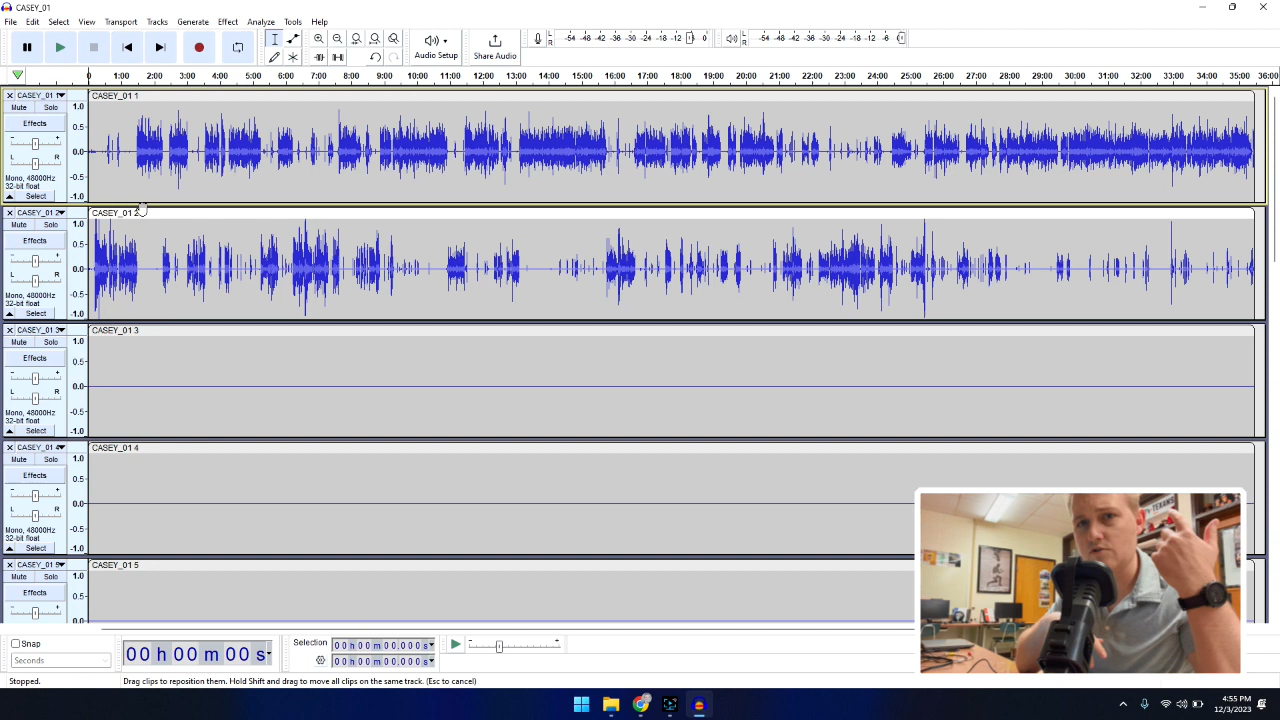 CASEY_01
File Edit Select View Transport Tracks Generate Effect Analyze Tools Help
Audio Setup
Share Audio
L R -54 -48 -42 -36 -30 -24 -18 -12 0
L R -54 -48 -42 -36 -30 -24 -18 -12 -6
0 1:00 2:00 3:00 4:00 5:00 6:00 7:00 8:00 9:00 10:00 11:00 12:00 13:00 14:00 15:00 16:00 17:00 18:00 19:00 20:00 21:00 22:00 23:00 24:00 25:00 26:00 27:00 28:00 29:00 30:00 31:00 32:00 33:00 34:00 35:00 36:00
CASEY_01 1 1.0 CASEY_01 1
Mute Solo
Effects 0.5
- +
L R 0.0
Mono, 48000Hz -0.5
32-bit float
Select -1.0
CASEY_01 2 CASEY_01 2
Mute Solo 1.0
Effects 0.5
- +
L R 0.0
Mono, 48000Hz -0.5
32-bit float
Select -1.0
CASEY_01 3 CASEY_01 3
Mute Solo 1.0
Effects 0.5
- +
L R 0.0
Mono, 48000Hz -0.5
32-bit float
Select -1.0
CASEY_01 4 CASEY_01 4
Mute Solo 1.0
Effects 0.5
- +
L R 0.0
Mono, 48000Hz -0.5
32-bit float
Select -1.0
CASEY_01 5 CASEY_01 5
Mute Solo 1.0
Effects 0.5
- +
0.0
TEXANS
Snap
Seconds
00 h 00 m 00 s
Selection 00 h 00 m 00.000 s
00 h 00 m 00.000 s
- +
Stopped. Drag clips to reposition them. Hold Shift and drag to move all clips on the same track. (Esc to cancel)
4:55 PM
12/3/2023